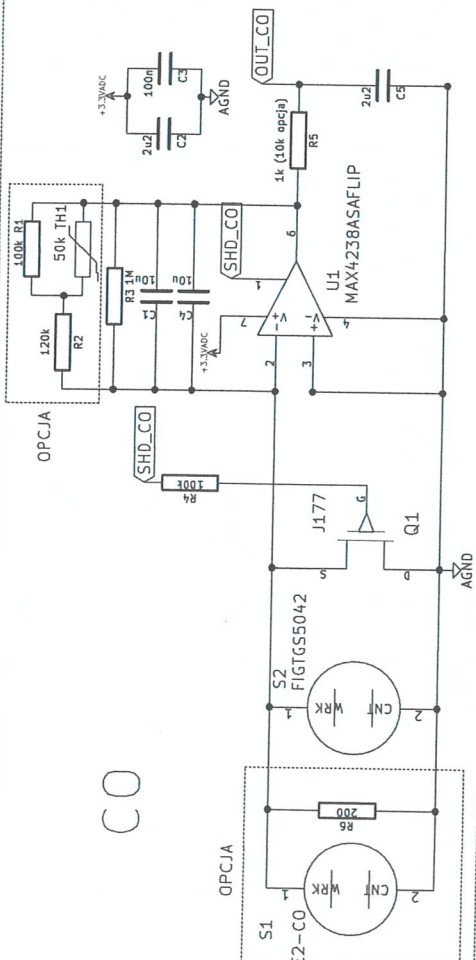 CO
OPCJA
S1
2-CO
1
WRK
CNT
2
R6
200
S2
FIGTGS5042
1
WRK
CNT
2
AGND
S
D
G
J177
Q1
R4
100k
SHD_CO
OPCJA
120k
R2
100k R1
50k TH1
R3 1M
10u
C1
10u
C4
+3.3VADC
7
2
3
V+
-
+
V-
4
1
6
SHD_CO
U1
MAX4238ASAFLIP
+3.3VADC
2u2
C2
100n
C3
AGND
1k (10k opcja)
R5
OUT_CO
2u2
C5